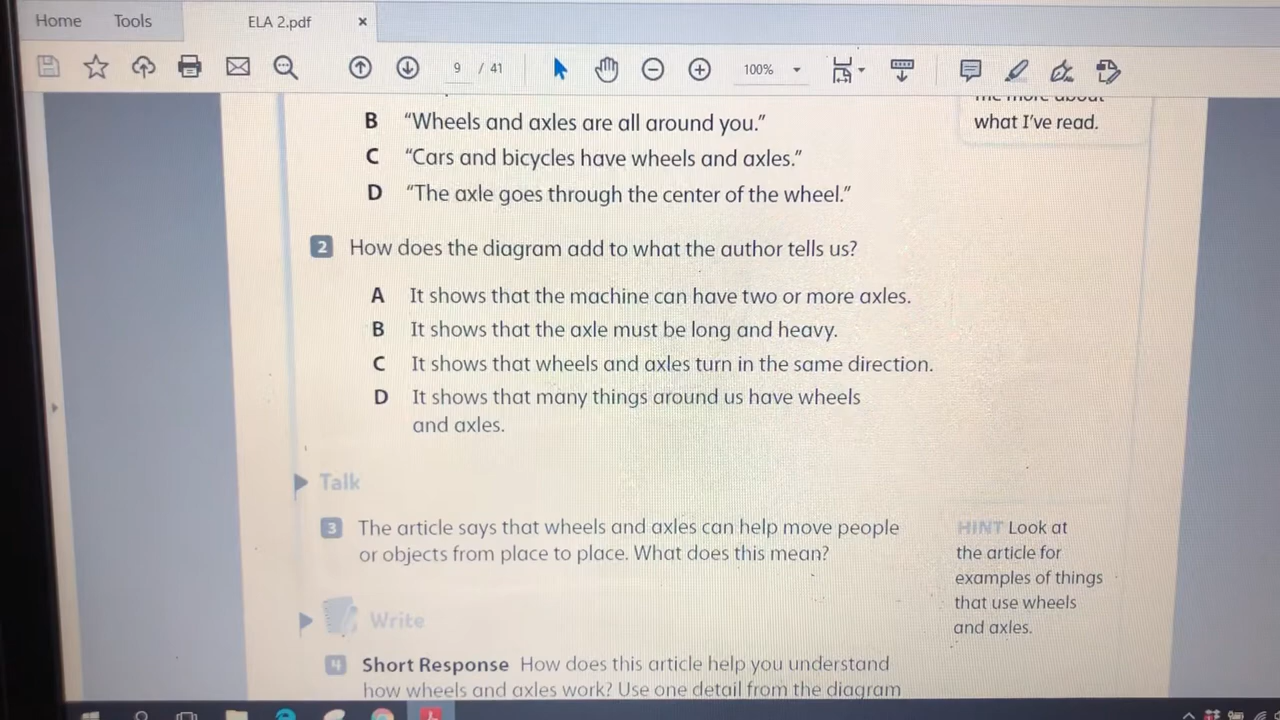 Home Tools ELA 2.pdf ×
9 / 41 100%
what I've read.
B "Wheels and axles are all around you."
C "Cars and bicycles have wheels and axles."
D "The axle goes through the center of the wheel."
2 How does the diagram add to what the author tells us?
A It shows that the machine can have two or more axles.
B It shows that the axle must be long and heavy.
C It shows that wheels and axles turn in the same direction.
D It shows that many things around us have wheels
and axles.
Talk
3 The article says that wheels and axles can help move people
or objects from place to place. What does this mean?
HINT Look at
the article for
examples of things
that use wheels
and axles.
Write
4 Short Response How does this article help you understand
how wheels and axles work? Use one detail from the diagram